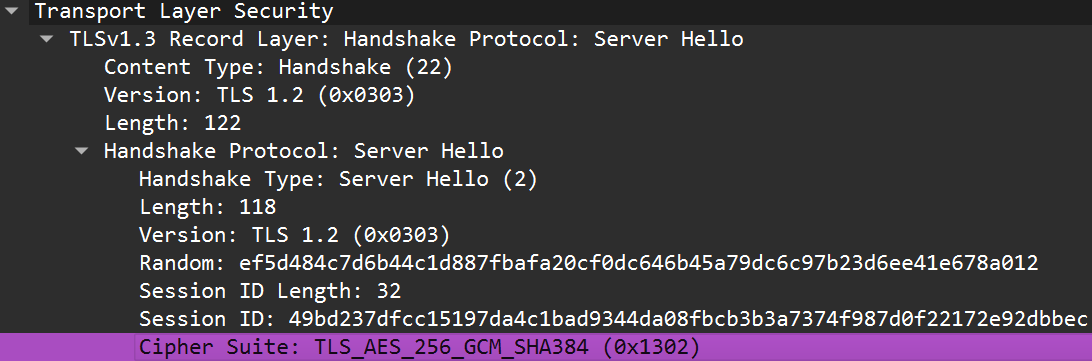 Transport Layer Security
TLSv1.3 Record Layer: Handshake Protocol: Server Hello
Content Type: Handshake (22)
Version: TLS 1.2 (0x0303)
Length: 122
Handshake Protocol: Server Hello
Handshake Type: Server Hello (2)
Length: 118
Version: TLS 1.2 (0x0303)
Random: ef5d484c7d6b44c1d887fbafa20cf0dc646b45a79dc6c97b23d6ee41e678a012
Session ID Length: 32
Session ID: 49bd237dfcc15197da4c1bad9344da08fbcb3b3a7374f987d0f22172e92dbbec
Cipher Suite: TLS_AES_256_GCM_SHA384 (0x1302)